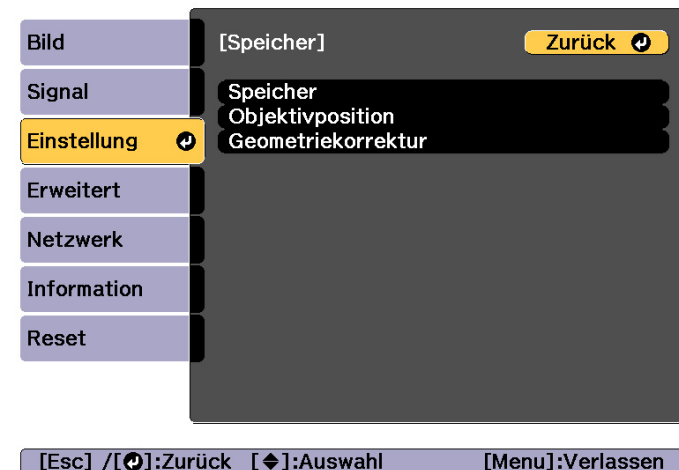 Bild
Signal
Einstellung
Erweitert
Netzwerk
Information
Reset
[Speicher]
Zurück
Speicher
Objektivposition
Geometriekorrektur
[Esc] /[↵]:Zurück [◆]:Auswahl [Menu]:Verlassen